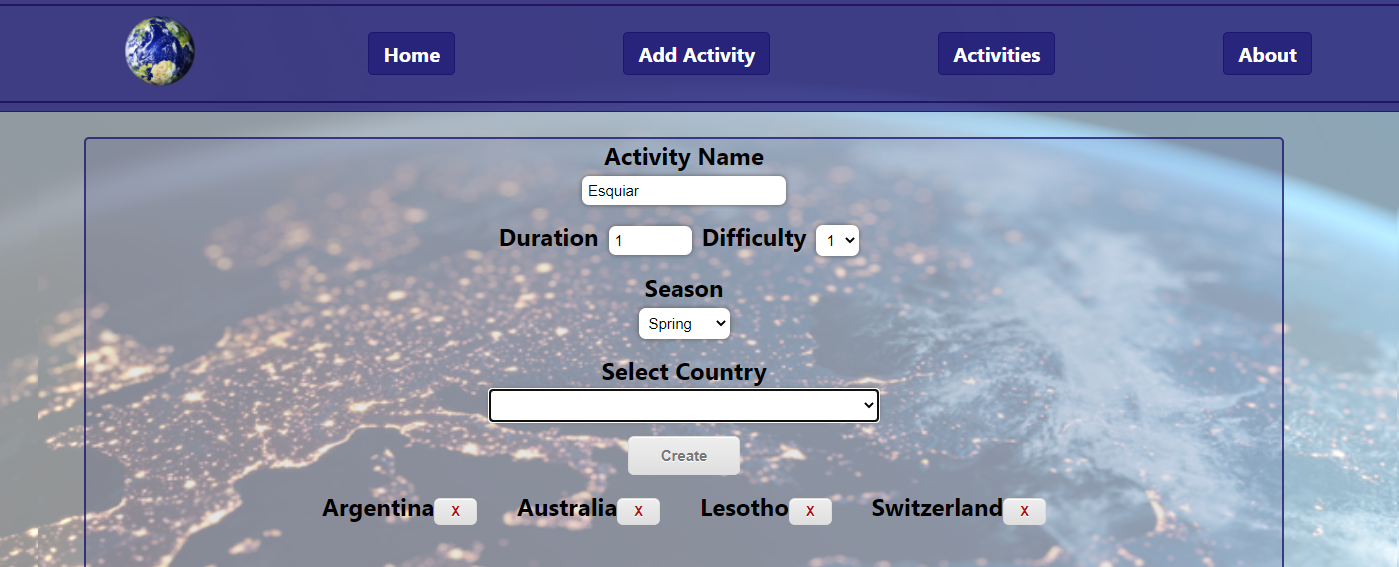 Home Add Activity Activities About
Activity Name
Esquiar
Duration 1 Difficulty 1
Season
Spring
Select Country
Create
Argentina X Australia X Lesotho X Switzerland X